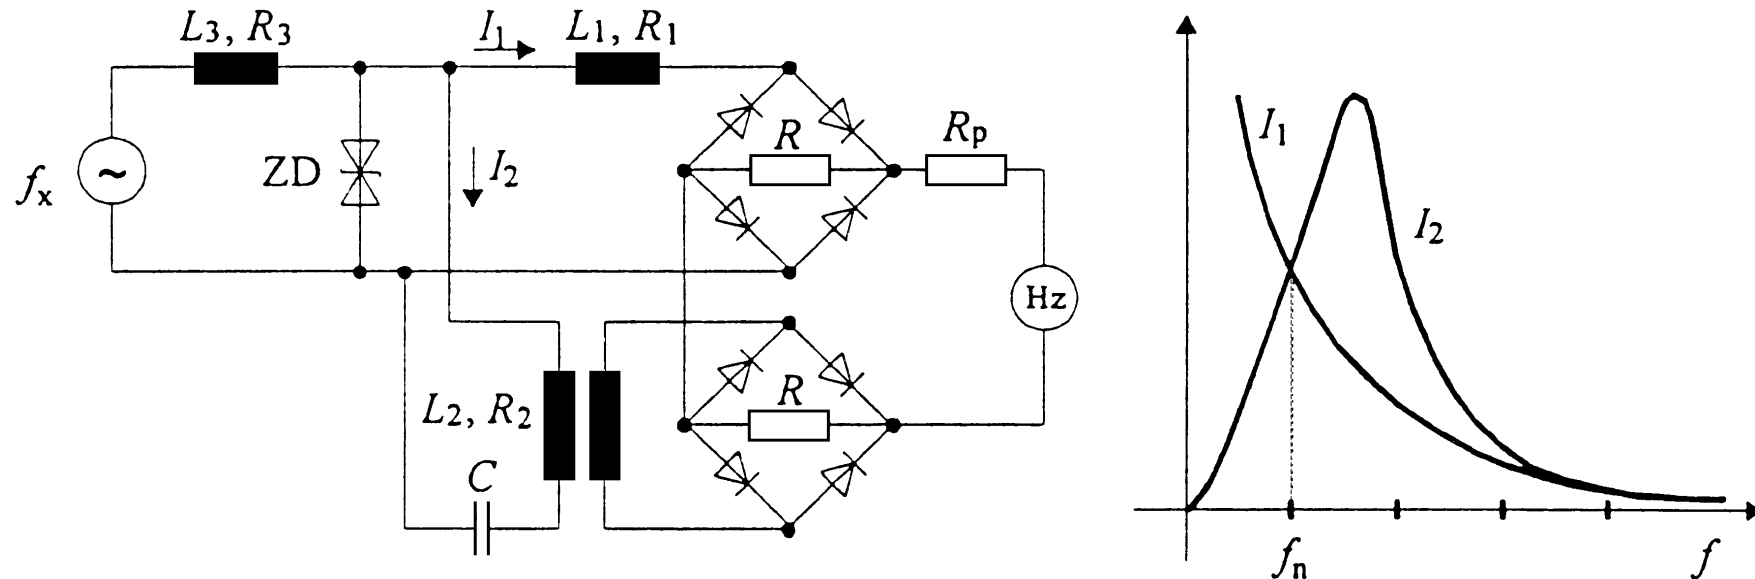 L3, R3
I1
L1, R1
fx
~
ZD
I2
R
Rp
Hz
L2, R2
R
C
I1
I2
fn
f